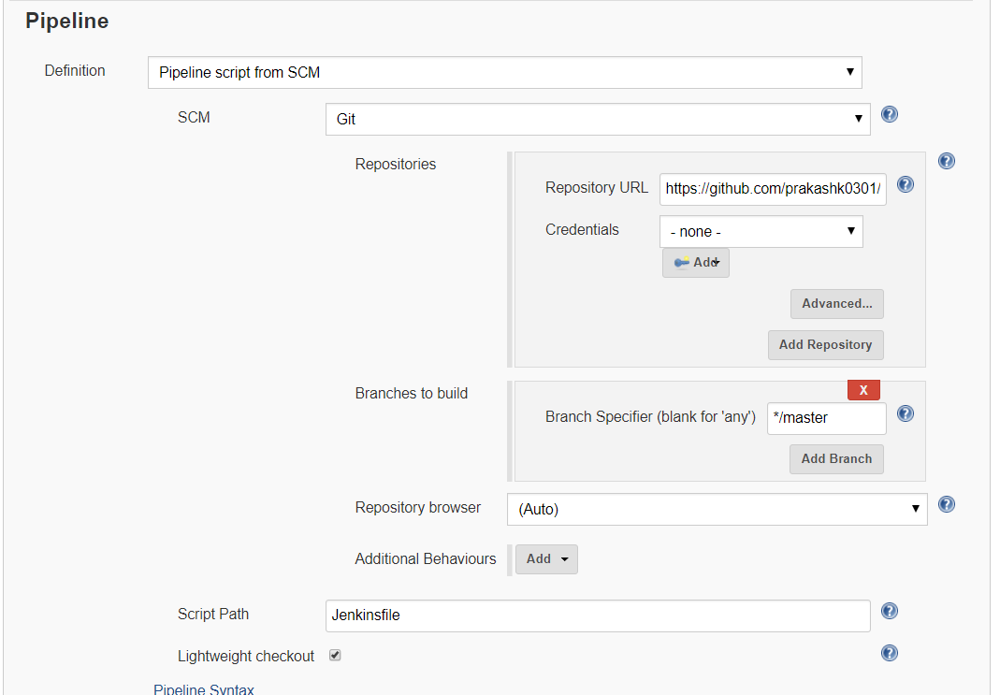 Pipeline
Definition
Pipeline script from SCM
SCM
Git
Repositories
Repository URL
https://github.com/prakashk0301/
Credentials
- none -
Add
Advanced...
Add Repository
Branches to build
X
Branch Specifier (blank for 'any')
*/master
Add Branch
Repository browser
(Auto)
Additional Behaviours
Add
Script Path
Jenkinsfile
Lightweight checkout
Pipeline Syntax